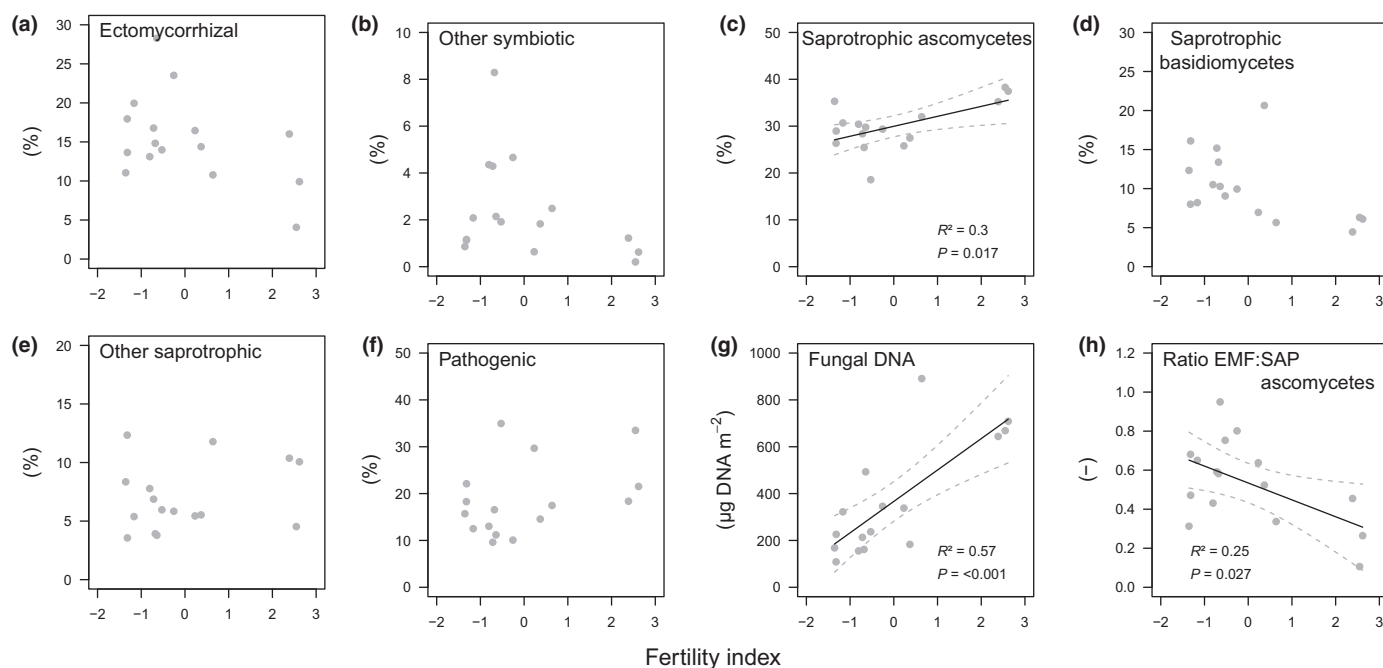 (a) Ectomycorrhizal
(%)
30
25
20
15
10
5
0
−2 −1 0 1 2 3
(b) Other symbiotic
(%)
10
8
6
4
2
0
−2 −1 0 1 2 3
(c) Saprotrophic ascomycetes
(%)
50
40
30
20
10
0
R² = 0.3
P = 0.017
−2 −1 0 1 2 3
(d) Saprotrophic
basidiomycetes
(%)
30
25
20
15
10
5
0
−2 −1 0 1 2 3
(e) Other saprotrophic
(%)
20
15
10
5
0
−2 −1 0 1 2 3
(f) Pathogenic
(%)
50
40
30
20
10
0
−2 −1 0 1 2 3
(g) Fungal DNA
(µg DNA m−2)
1000
800
600
400
200
0
R² = 0.57
P = <0.001
−2 −1 0 1 2 3
(h) Ratio EMF:SAP
ascomycetes
(−)
1.2
1.0
0.8
0.6
0.4
0.2
0.0
R² = 0.25
P = 0.027
−2 −1 0 1 2 3
Fertility index